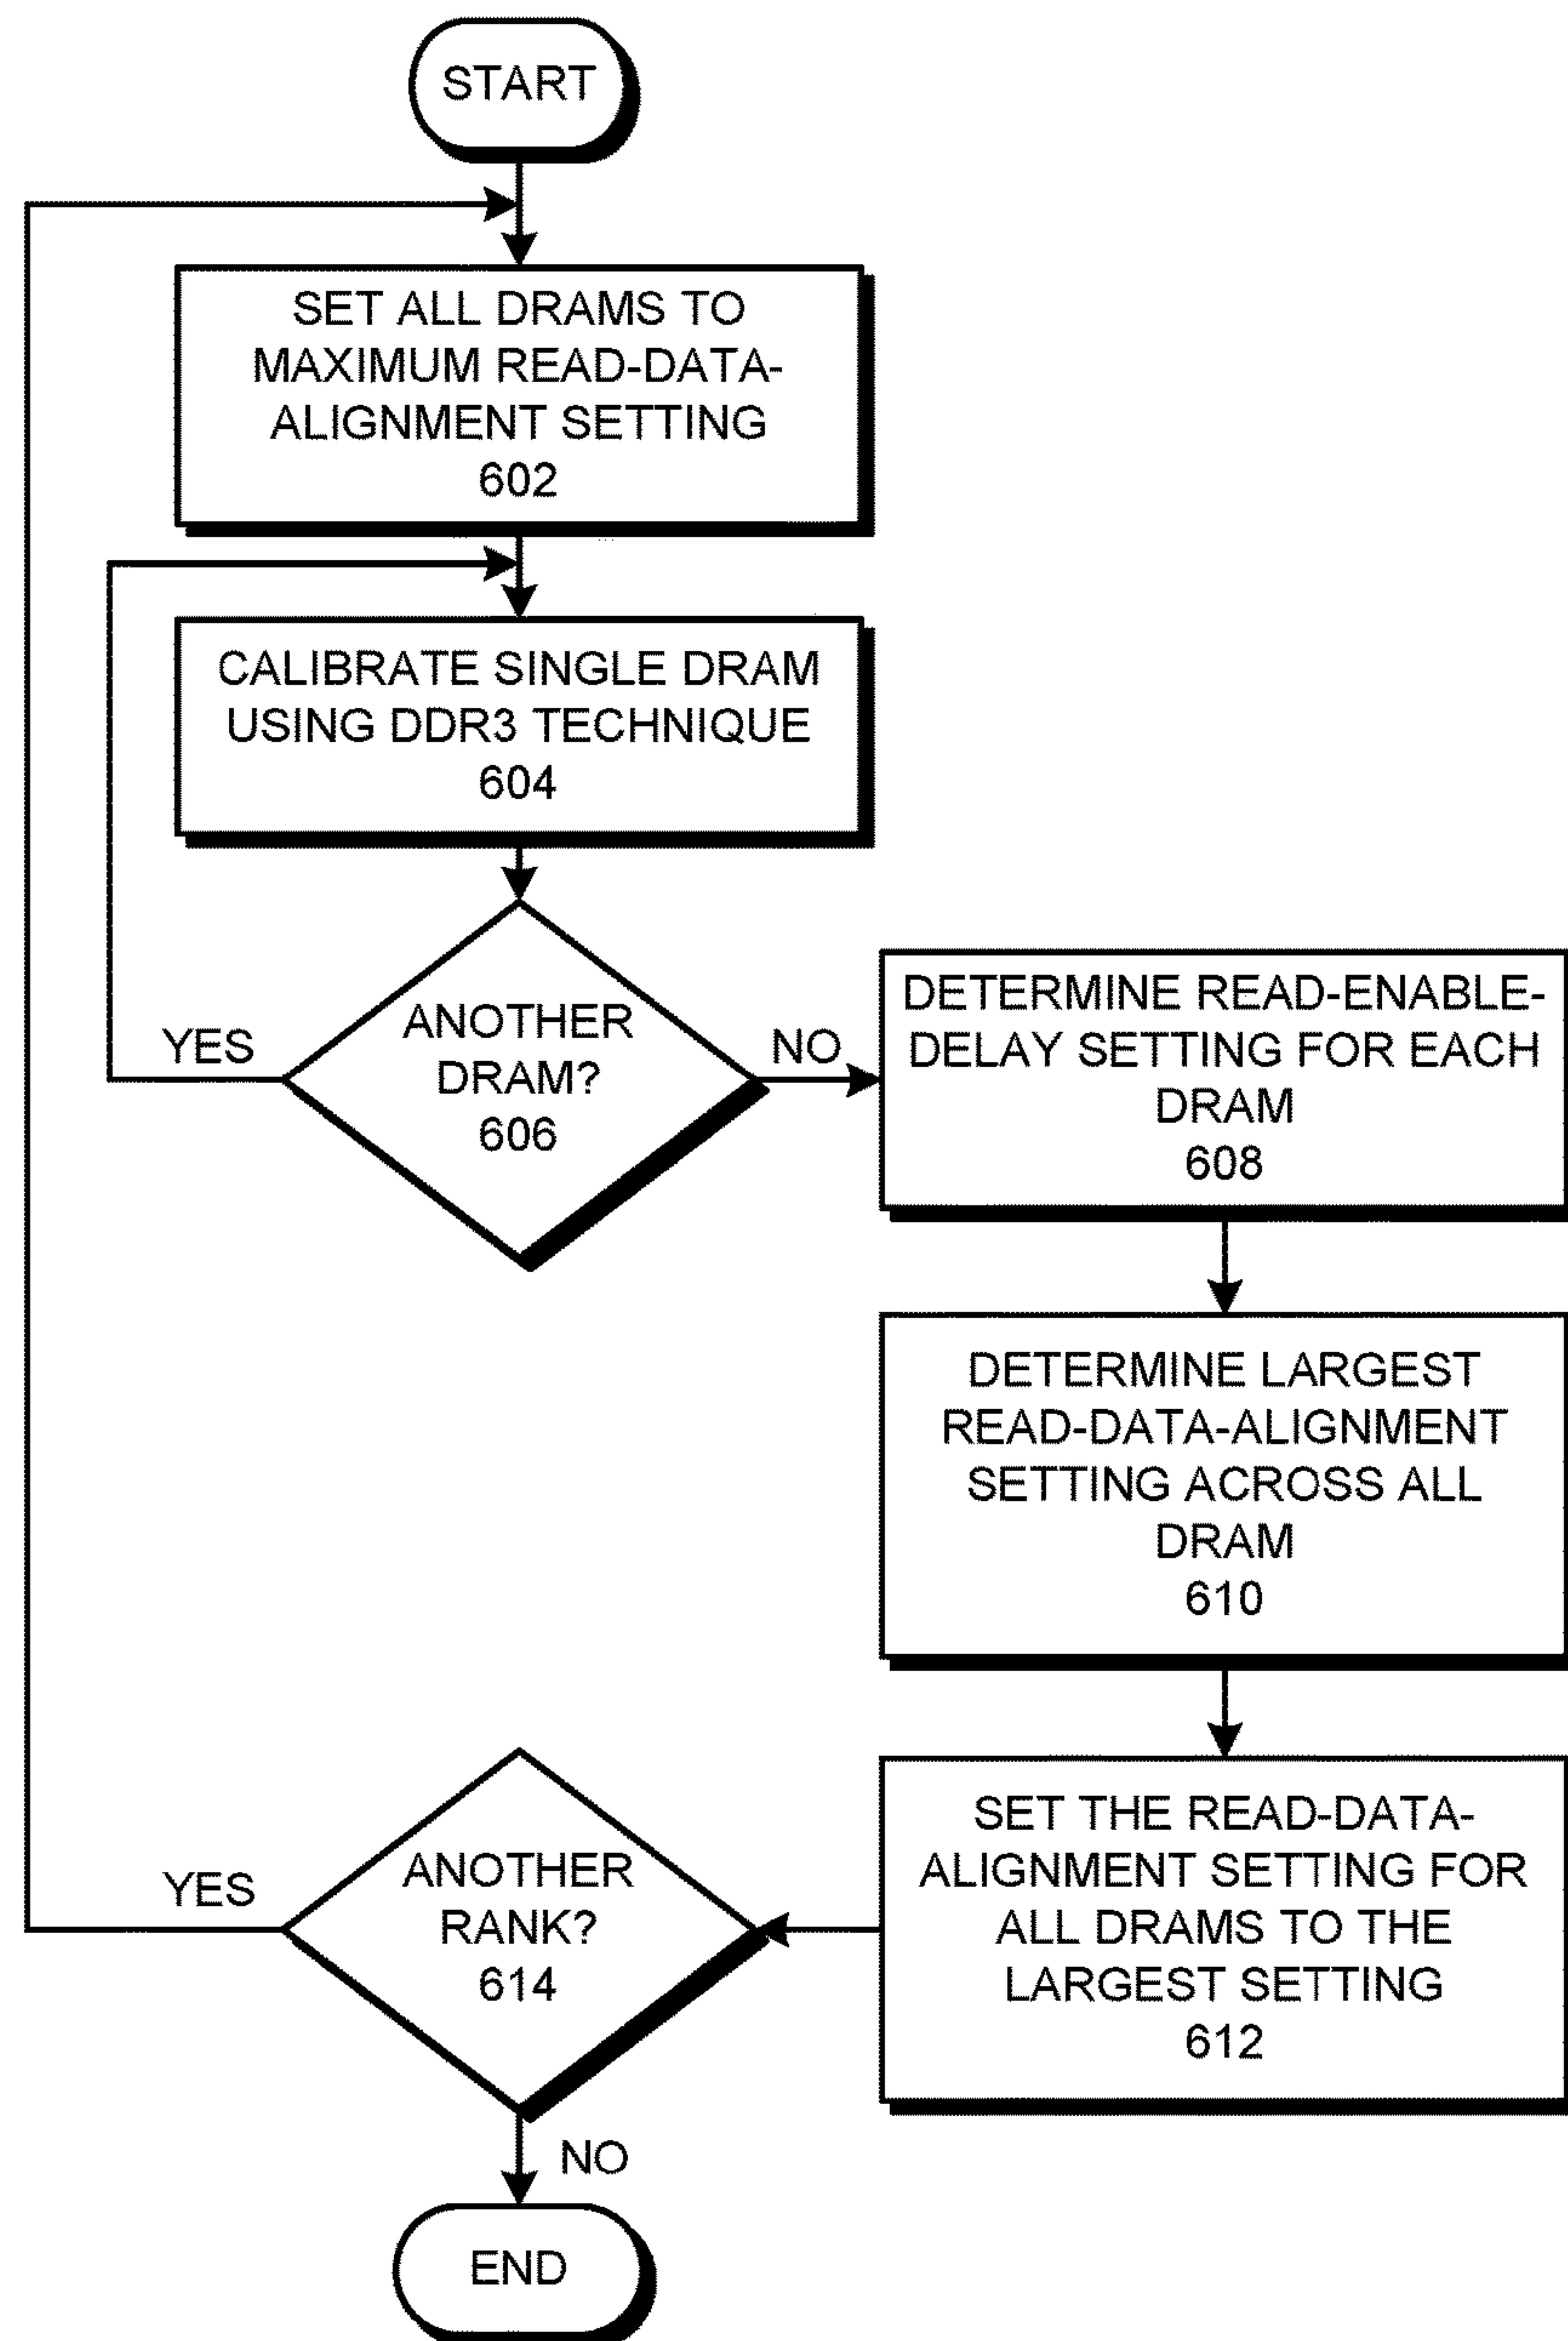 START
SET ALL DRAMS TO
MAXIMUM READ-DATA-
ALIGNMENT SETTING
602
CALIBRATE SINGLE DRAM
USING DDR3 TECHNIQUE
604
ANOTHER
DRAM?
606
YES
NO
DETERMINE READ-ENABLE-
DELAY SETTING FOR EACH
DRAM
608
DETERMINE LARGEST
READ-DATA-ALIGNMENT
SETTING ACROSS ALL
DRAM
610
SET THE READ-DATA-
ALIGNMENT SETTING FOR
ALL DRAMS TO THE
LARGEST SETTING
612
ANOTHER
RANK?
614
YES
NO
END